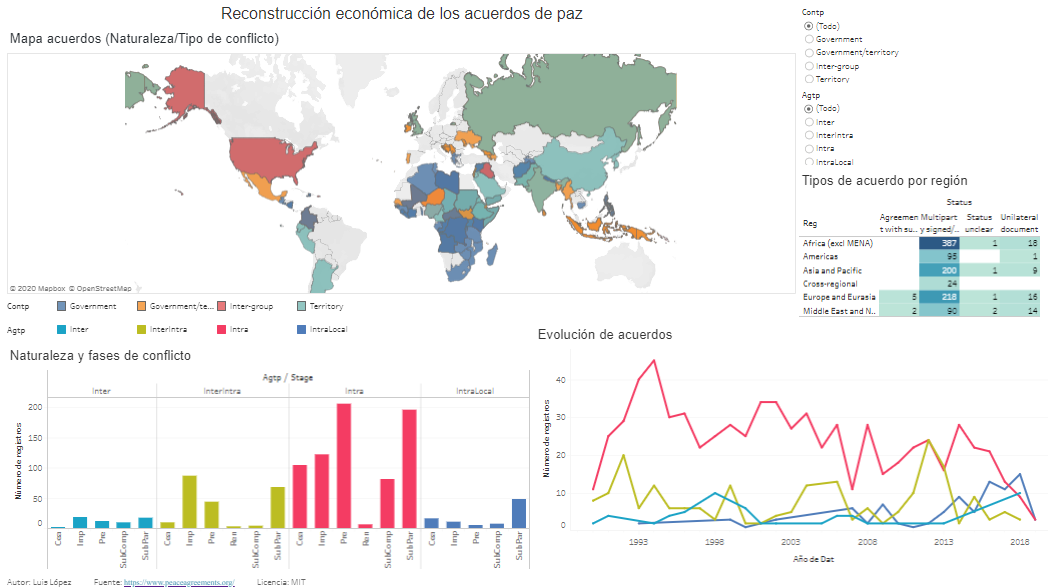 Reconstrucción económica de los acuerdos de paz
Mapa acuerdos (Naturaleza/Tipo de conflicto)
© 2020 Mapbox © OpenStreetMap
Contp Government Government/te... Inter-group Territory
Agtp Inter InterIntra Intra IntraLocal
Contp
(Todo)
Government
Government/territory
Inter-group
Territory
Agtp
(Todo)
Inter
InterIntra
Intra
IntraLocal
Tipos de acuerdo por región
Status
Reg Agreemen Multipart Status Unilateral
t with su... y signed/... unclear document
Africa (excl MENA) 387 1 18
Americas 95 1
Asia and Pacific 200 1 9
Cross-regional 24
Europe and Eurasia 5 218 1 16
Middle East and N.. 2 90 2 14
Naturaleza y fases de conflicto
Agtp / Stage
Inter InterIntra Intra IntraLocal
Número de registros
200
150
100
50
0
Cea Imp Pre SubComp SubPar Cea Imp Pre Ren SubComp SubPar Cea Imp Pre Ren SubComp SubPar Cea Imp Pre SubComp SubPar
Evolución de acuerdos
Número de registros
40
30
20
10
0
1993 1998 2003 2008 2013 2018
Año de Dat
Autor: Luis López Fuente: https://www.peaceagreements.org/ Licencia: MIT